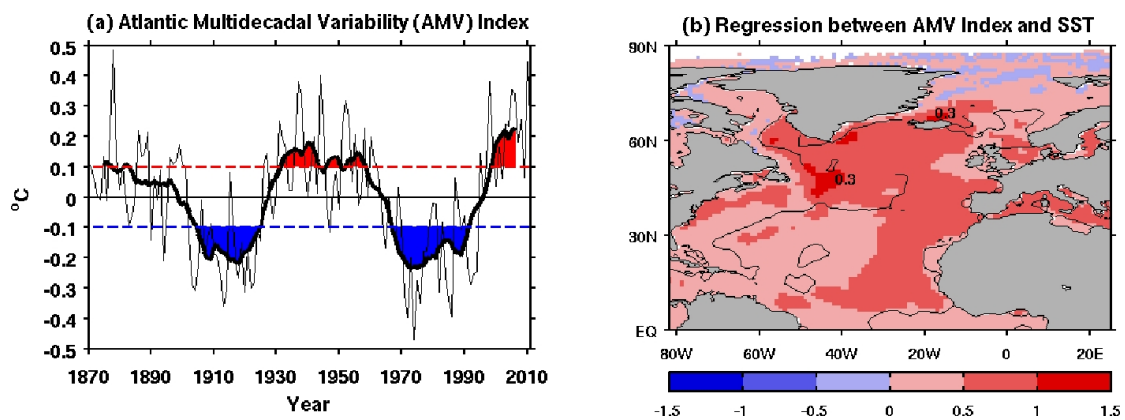 (a) Atlantic Multidecadal Variability (AMV) Index
0.5
0.4
0.3
0.2
0.1
0
-0.1
-0.2
-0.3
-0.4
-0.5
°C
1870 1890 1910 1930 1950 1970 1990 2010
Year
(b) Regression between AMV Index and SST
90N
60N
30N
EQ
0.3
0.3
80W 60W 40W 20W 0 20E
-1.5 -1 -0.5 0 0.5 1 1.5